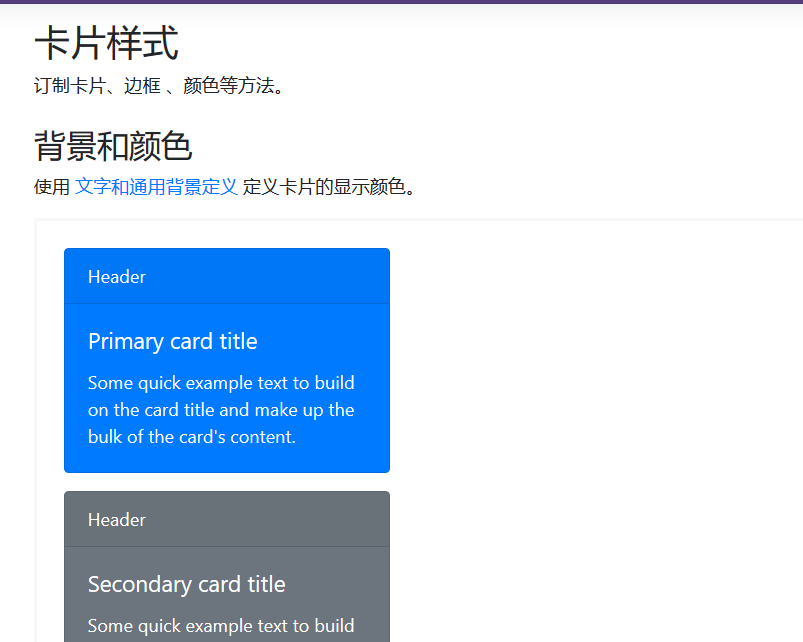 卡片样式
订制卡片、边框 、颜色等方法。
背景和颜色
使用 文字和通用背景定义 定义卡片的显示颜色。
Header
Primary card title
Some quick example text to build
on the card title and make up the
bulk of the card's content.
Header
Secondary card title
Some quick example text to build